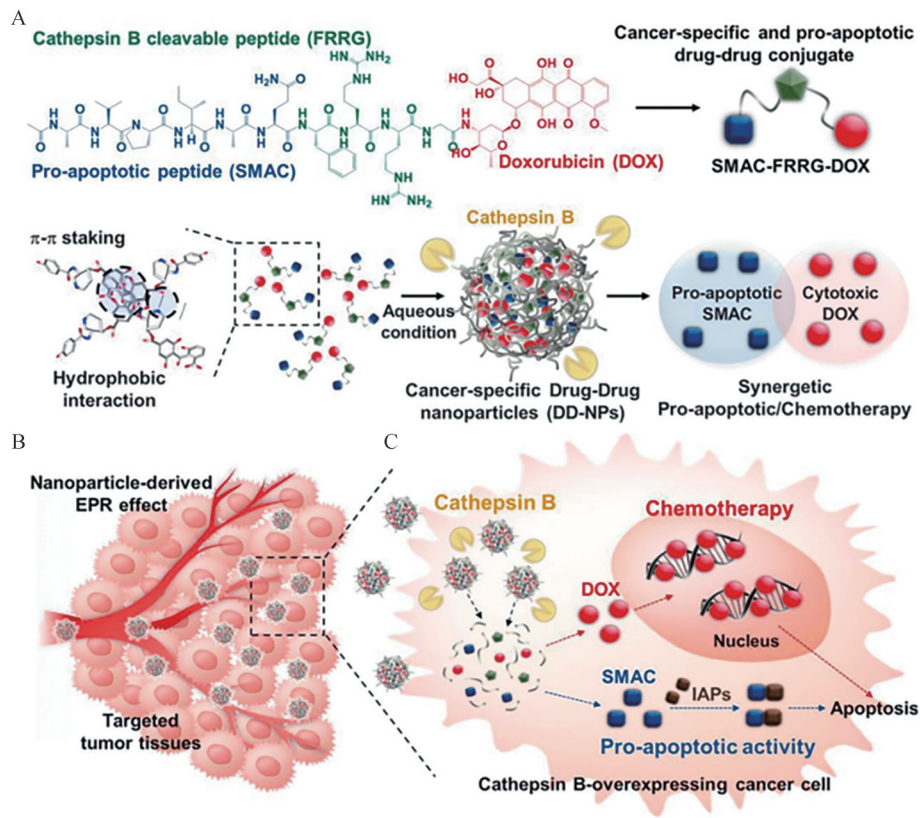 A
Cathepsin B cleavable peptide (FRRG)
Pro-apoptotic peptide (SMAC)
Doxorubicin (DOX)
Cancer-specific and pro-apoptotic
drug-drug conjugate
SMAC-FRRG-DOX
π-π staking
Hydrophobic
interaction
Aqueous
condition
Cathepsin B
Cancer-specific Drug-Drug
nanoparticles (DD-NPs)
Pro-apoptotic
SMAC
Cytotoxic
DOX
Synergetic
Pro-apoptotic/Chemotherapy
B
Nanoparticle-derived
EPR effect
Targeted
tumor tissues
C
Cathepsin B
Chemotherapy
DOX
Nucleus
SMAC
IAPs
Apoptosis
Pro-apoptotic activity
Cathepsin B-overexpressing cancer cell